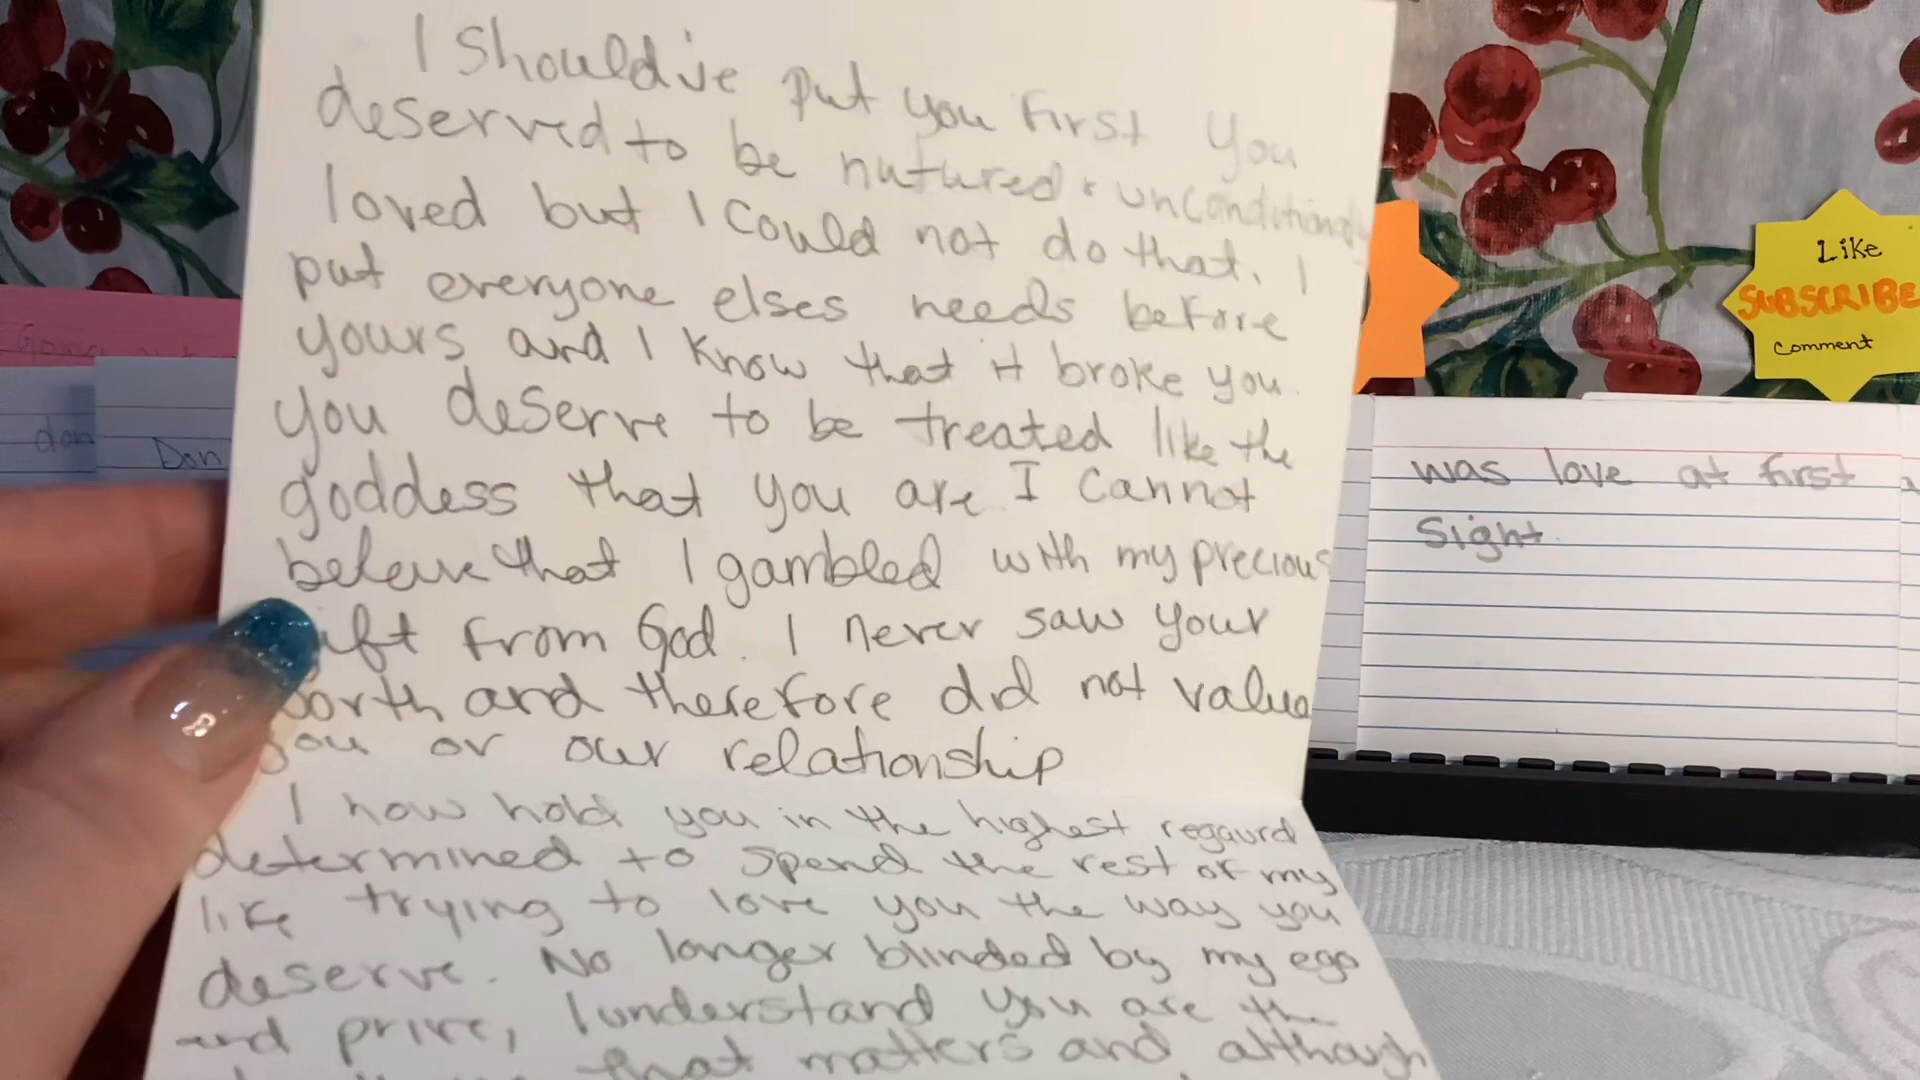 I Should've put you First You
deserved to be nutured & unconditionally
loved but I could not do that. I
put everyone elses needs before
yours and I know that it broke you.
you deserve to be treated like the
goddess that you are. I cannot
beleive that I gambled with my precious
from God. I never saw your
and therefore did not value
you or our relationship
I now hold you in the highest regaurd
determined to spend the rest of my
life trying to love you the way you
deserve. No longer blinded by my ego
and price, I understand you are the
that matters and although
Like
SUBSCRIBE
comment
was love at first
Sight.
Going
don
Don